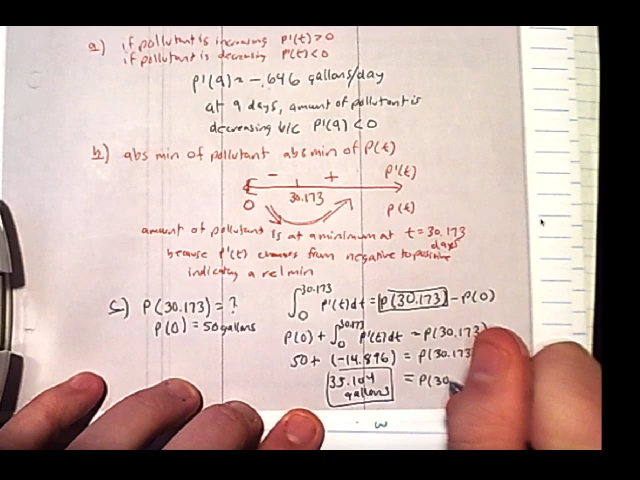 a) if pollutant is increasing P'(t)>0
if pollutant is decreasing P'(t)<0
P'(9) = -.646 gallons/day
at 9 days, amount of pollutant is
decreasing b/c P'(9) <0
b) abs min of pollutant abs min of P(t)
- + P'(t)
0 30.173
P(t)
amount of pollutant is at a minimum at t=30.173 days
because P'(t) changes from negative to positive
indicating a rel min
c) P(30.173) = ?
P(0) = 50 gallons
∫₀^30.173 P'(t)dt = P(30.173) - P(0)
P(0) + ∫₀^30.173 P'(t)dt = P(30.173)
50 + (-14.896) = P(30.173
35.104 gallons = P(30